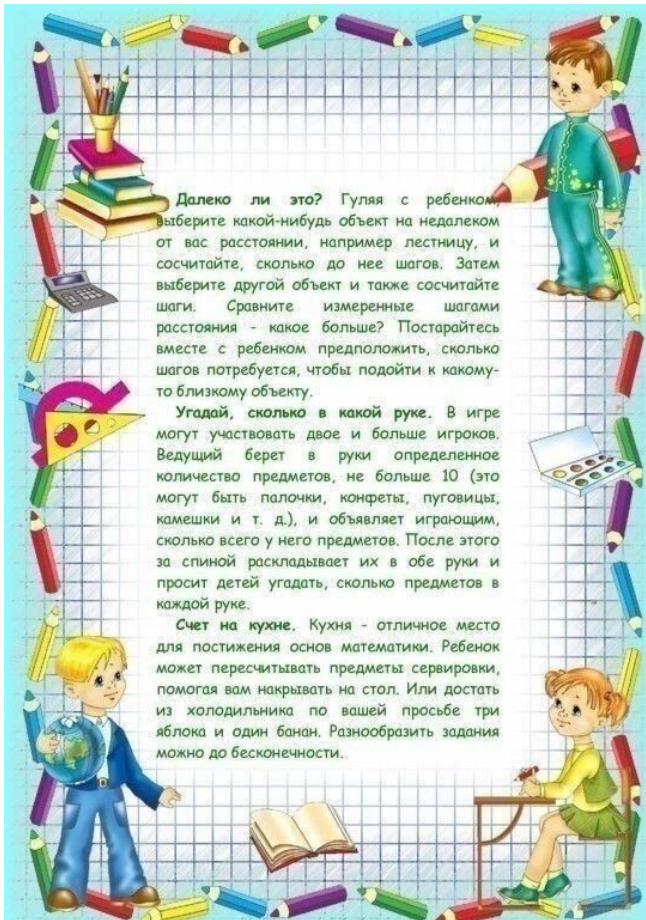 Далеко ли это? Гуляя с ребенком,
выберите какой-нибудь объект на недалеком
от вас расстоянии, например лестницу, и
сосчитайте, сколько до нее шагов. Затем
выберите другой объект и также сосчитайте
шаги. Сравните измеренные шагами
расстояния - какое больше? Постарайтесь
вместе с ребенком предположить, сколько
шагов потребуется, чтобы подойти к какому-
то близкому объекту.
Угадай, сколько в какой руке. В игре
могут участвовать двое и больше игроков.
Ведущий берет в руки определенное
количество предметов, не больше 10 (это
могут быть палочки, конфеты, пуговицы,
камешки и т. д.), и объявляет играющим,
сколько всего у него предметов. После этого
за спиной раскладывает их в обе руки и
просит детей угадать, сколько предметов в
каждой руке.
Счет на кухне. Кухня - отличное место
для постижения основ математики. Ребенок
может пересчитывать предметы сервировки,
помогая вам накрывать на стол. Или достать
из холодильника по вашей просьбе три
яблока и один банан. Разнообразить задания
можно до бесконечности.